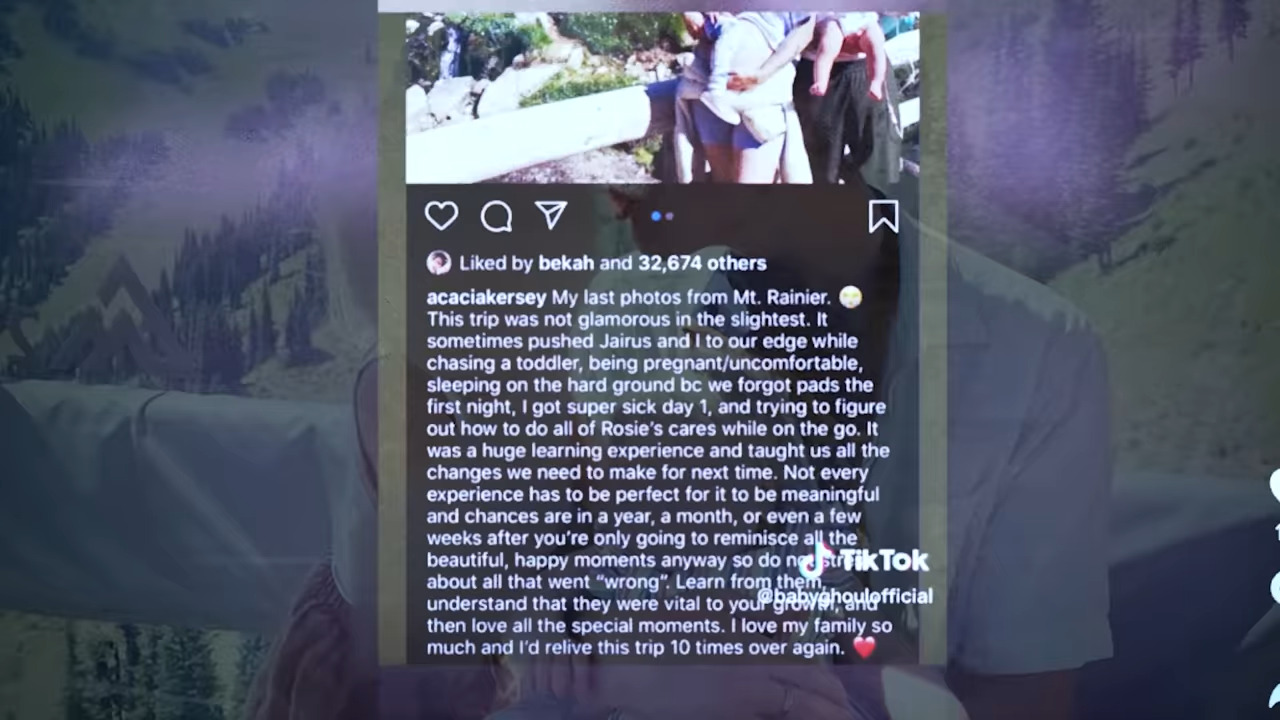 Liked by bekah and 32,674 others
acaciakersey My last photos from Mt. Rainier. 😭
This trip was not glamorous in the slightest. It
sometimes pushed Jairus and I to our edge while
chasing a toddler, being pregnant/uncomfortable,
sleeping on the hard ground bc we forgot pads the
first night, I got super sick day 1, and trying to figure
out how to do all of Rosie's cares while on the go. It
was a huge learning experience and taught us all the
changes we need to make for next time. Not every
experience has to be perfect for it to be meaningful
and chances are in a year, a month, or even a few
weeks after you're only going to reminisce all the
beautiful, happy moments anyway so do not
TikTok
about all that went "wrong". Learn from them,
@babyghoulofficial
understand that they were vital to your growth, and
then love all the special moments. I love my family so
much and I'd relive this trip 10 times over again. ❤️